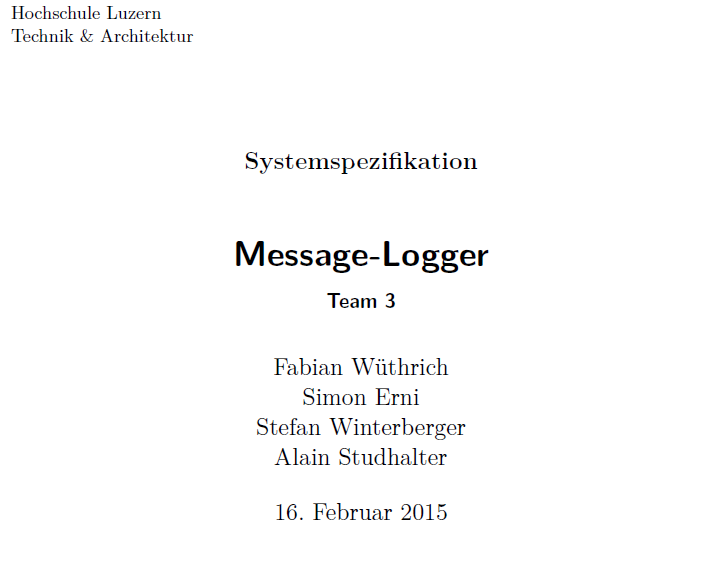 Hochschule Luzern
Technik & Architektur
Systemspezifikation
Message-Logger
Team 3
Fabian Wüthrich
Simon Erni
Stefan Winterberger
Alain Studhalter
16. Februar 2015